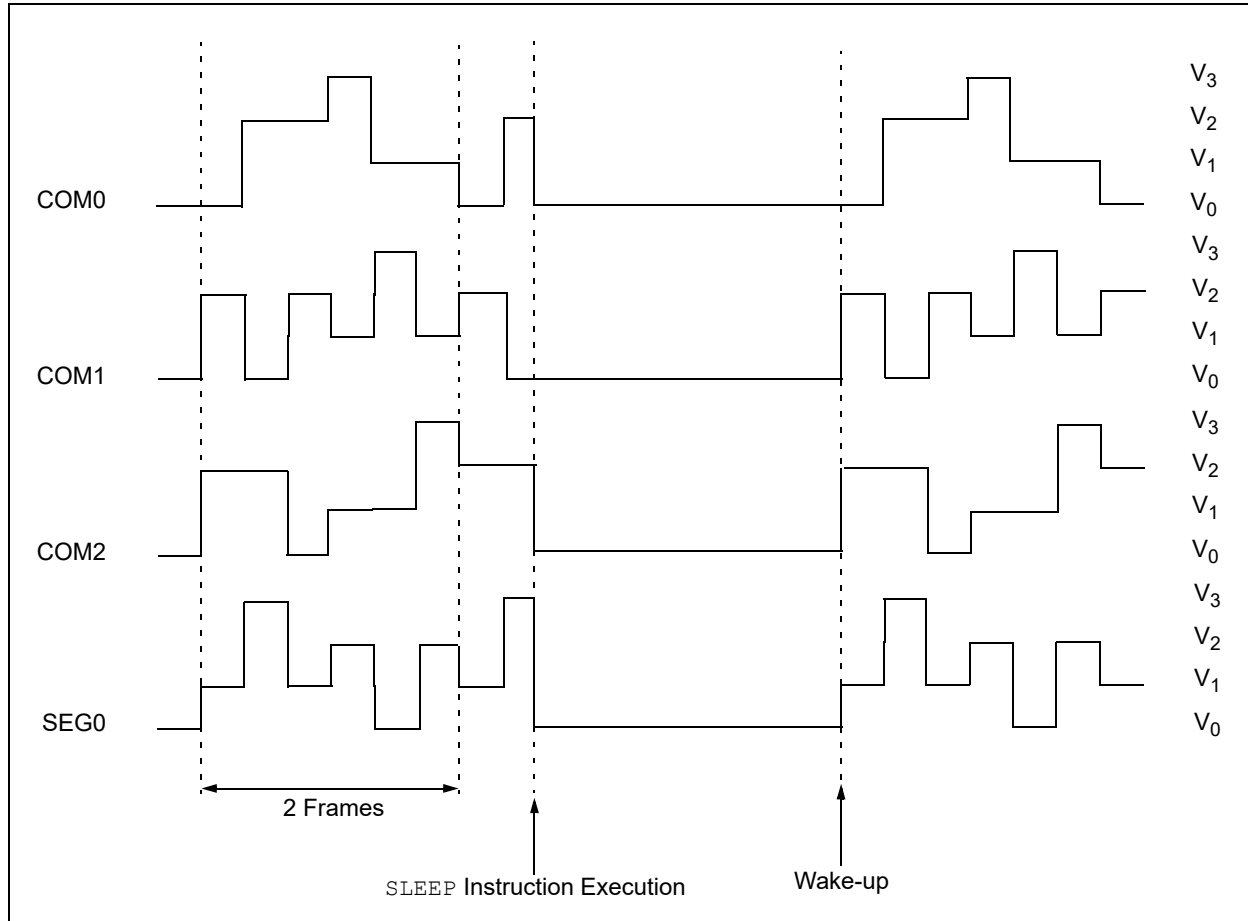 V3
V2
V1
COM0 V0
V3
V2
V1
COM1 V0
V3
V2
V1
COM2 V0
V3
V2
V1
SEG0 V0
2 Frames
SLEEP Instruction Execution
Wake-up